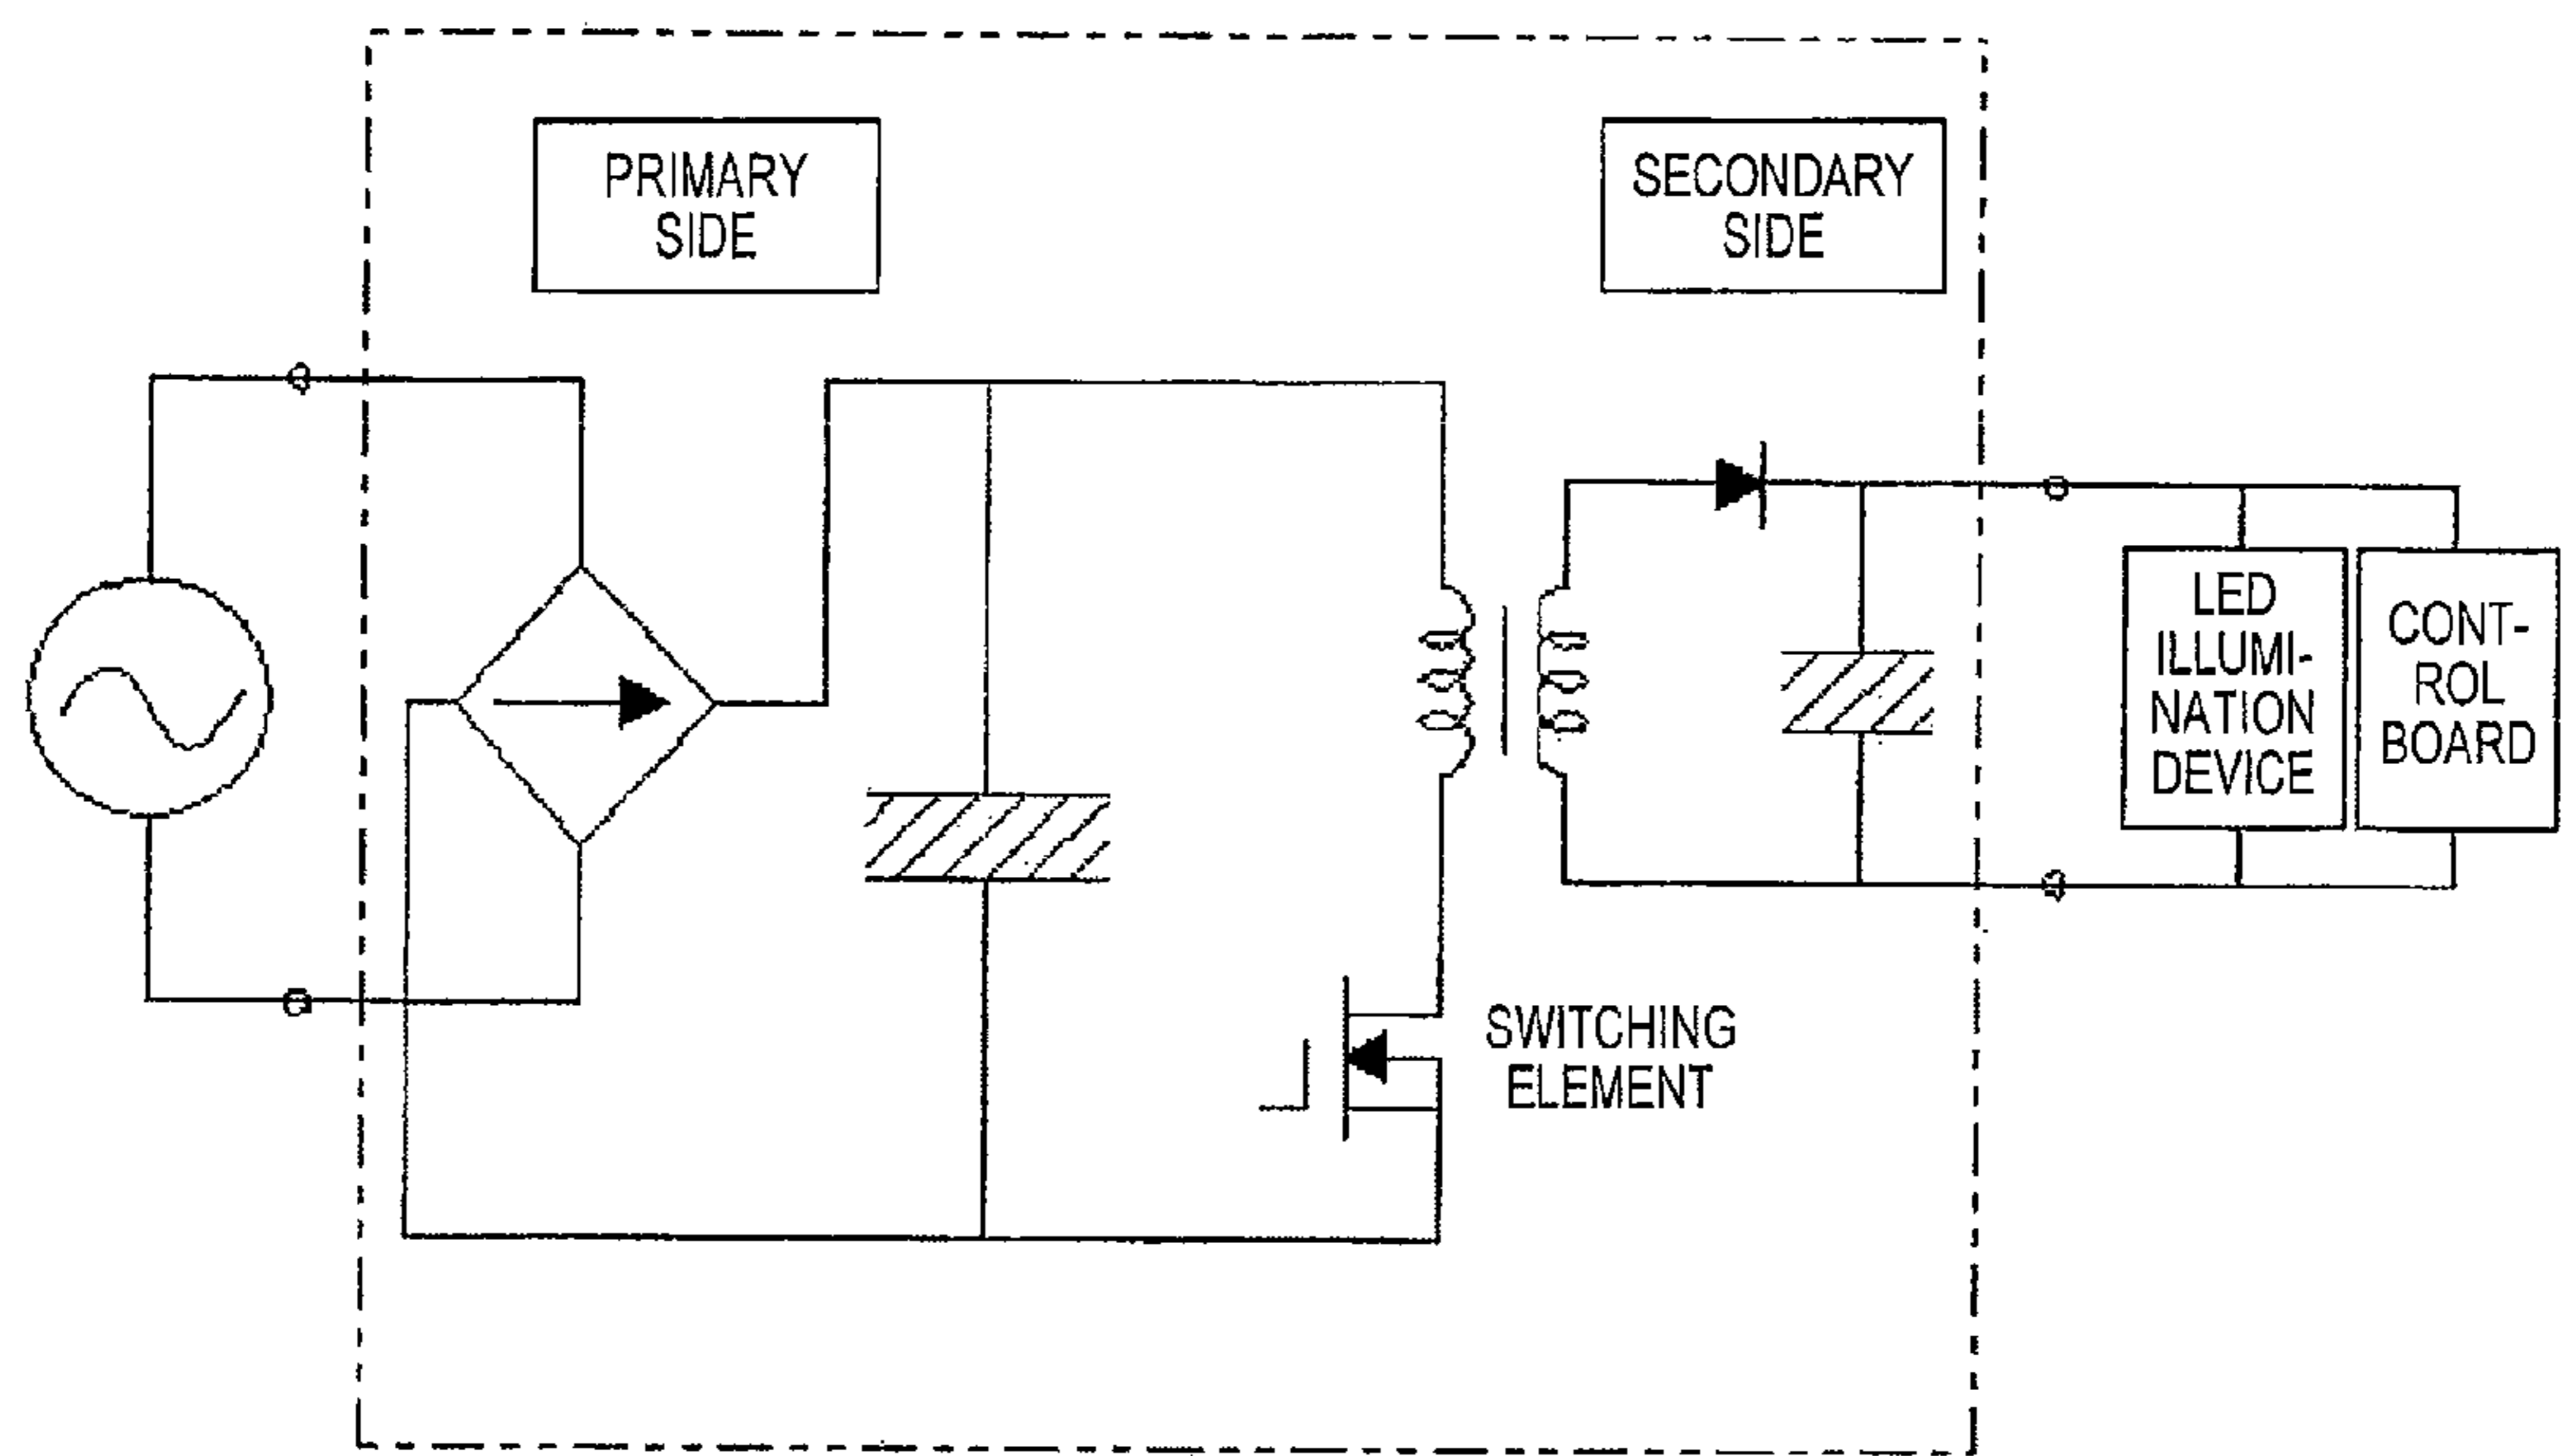 PRIMARY
SIDE
SECONDARY
SIDE
LED
ILLUMI-
NATION
DEVICE
CONT-
ROL
BOARD
SWITCHING
ELEMENT